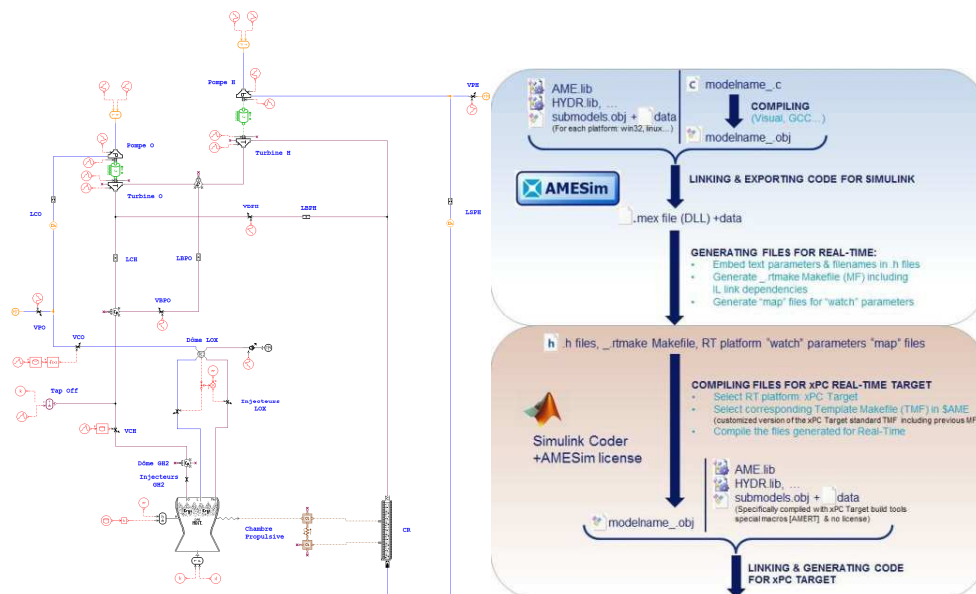 Pompe H
VPH
Pompe O
Turbine H
Turbine O
LCO
LBPH
LSPH
LCH
LBPO
VBPO
VPO
VCO
Dôme LOX
Tap Off
Injecteurs
LOX
VCH
Dôme GH2
Injecteurs
GH2
Chambre
Propulsive
CR
AME.lib
HYDR.lib, ...
submodels.obj + data
(For each platform: win32, linux...)
C modelname_.c
COMPILING
(Visual, GCC...)
modelname_.obj
AMESim
LINKING & EXPORTING CODE FOR SIMULINK
.mex file (DLL) +data
GENERATING FILES FOR REAL-TIME:
• Embed text parameters & filenames in .h files
• Generate _.rtmake Makefile (MF) including
IL link dependencies
• Generate "map" files for "watch" parameters
h .h files, _.rtmake Makefile, RT platform "watch" parameters "map" files
COMPILING FILES FOR xPC REAL-TIME TARGET
• Select RT platform: xPC Target
• Select corresponding Template Makefile (TMF) in $AME
(customized version of the xPC Target standard TMF including previous MF
• Compile the files generated for Real-Time
Simulink Coder
+AMESim license
AME.lib
HYDR.lib, ...
submodels.obj + data
(Specifically compiled with xPC Target build tools
special macros [AMERT] & no license)
modelname_.obj
LINKING & GENERATING CODE
FOR xPC TARGET